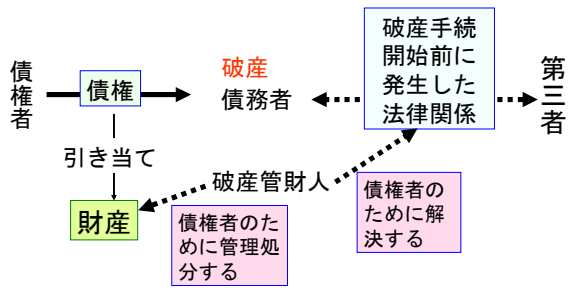 債権者
債権
破産
債務者
破産手続
開始前に
発生した
法律関係
第三者
引き当て
破産管財人
財産
債権者のた
めに管理処
分する
債権者の
ために解
決する